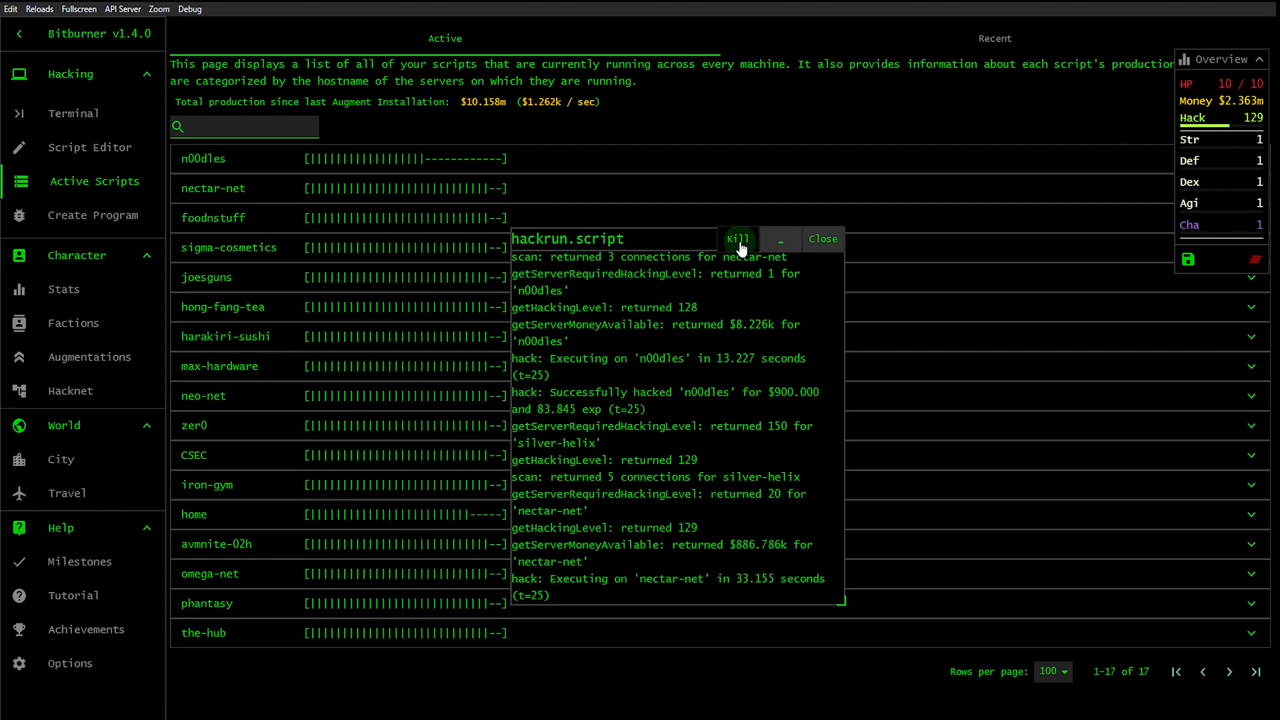 Edit Reloads Fullscreen API Server Zoom Debug
Bitburner v1.4.0
Hacking
Terminal
Script Editor
Active Scripts
Create Program
Character
Stats
Factions
Augmentations
Hacknet
World
City
Travel
Help
Milestones
Tutorial
Achievements
Options
Active Recent
This page displays a list of all of your scripts that are currently running across every machine. It also provides information about each script's production
are categorized by the hostname of the servers on which they are running.
Total production since last Augment Installation: $10.158m ($1.262k / sec)
n00dles [||||||||||||||||||------------]
nectar-net [||||||||||||||||||||||||||||--]
foodnstuff [||||||||||||||||||||||||||||--]
sigma-cosmetics [||||||||||||||||||||||||||||--]
joesguns [||||||||||||||||||||||||||||--]
hong-fang-tea [||||||||||||||||||||||||||||--]
harakiri-sushi [||||||||||||||||||||||||||||--]
max-hardware [||||||||||||||||||||||||||||--]
neo-net [||||||||||||||||||||||||||||--]
zer0 [||||||||||||||||||||||||||||--]
CSEC [||||||||||||||||||||||||||||--]
iron-gym [||||||||||||||||||||||||||||--]
home [|||||||||||||||||||||||||-----]
avmnite-02h [||||||||||||||||||||||||||||--]
omega-net [||||||||||||||||||||||||||||--]
phantasy [||||||||||||||||||||||||||||--]
the-hub [||||||||||||||||||||||||||||--]
Rows per page: 100 1-17 of 17
hackrun.script Kill _ Close
scan: returned 3 connections for nectar-net
getServerRequiredHackingLevel: returned 1 for
'n00dles'
getHackingLevel: returned 128
getServerMoneyAvailable: returned $8.226k for
'n00dles'
hack: Executing on 'n00dles' in 13.227 seconds
(t=25)
hack: Successfully hacked 'n00dles' for $900.000
and 83.845 exp (t=25)
getServerRequiredHackingLevel: returned 150 for
'silver-helix'
getHackingLevel: returned 129
scan: returned 5 connections for silver-helix
getServerRequiredHackingLevel: returned 20 for
'nectar-net'
getHackingLevel: returned 129
getServerMoneyAvailable: returned $886.786k for
'nectar-net'
hack: Executing on 'nectar-net' in 33.155 seconds
(t=25)
Overview
HP 10 / 10
Money $2.363m
Hack 129
Str 1
Def 1
Dex 1
Agi 1
Cha 1